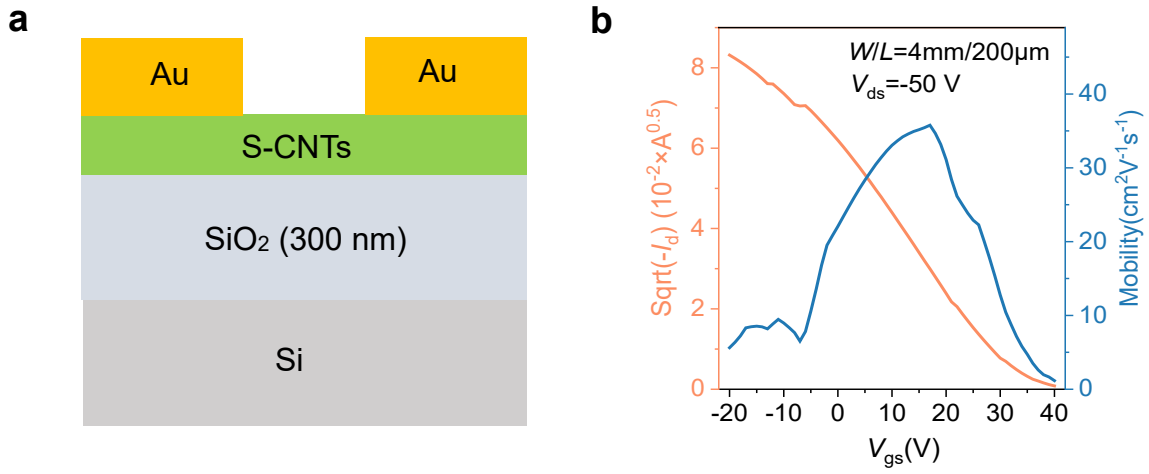 a
Au
Au
S-CNTs
SiO₂ (300 nm)
Si
b
W/L=4mm/200μm
Vds=-50 V
Sqrt(-Id) (10⁻²×A⁰·⁵)
8
6
4
2
0
Mobility(cm²V⁻¹s⁻¹)
40
30
20
10
0
-20
-10
0
10
20
30
40
Vgs(V)